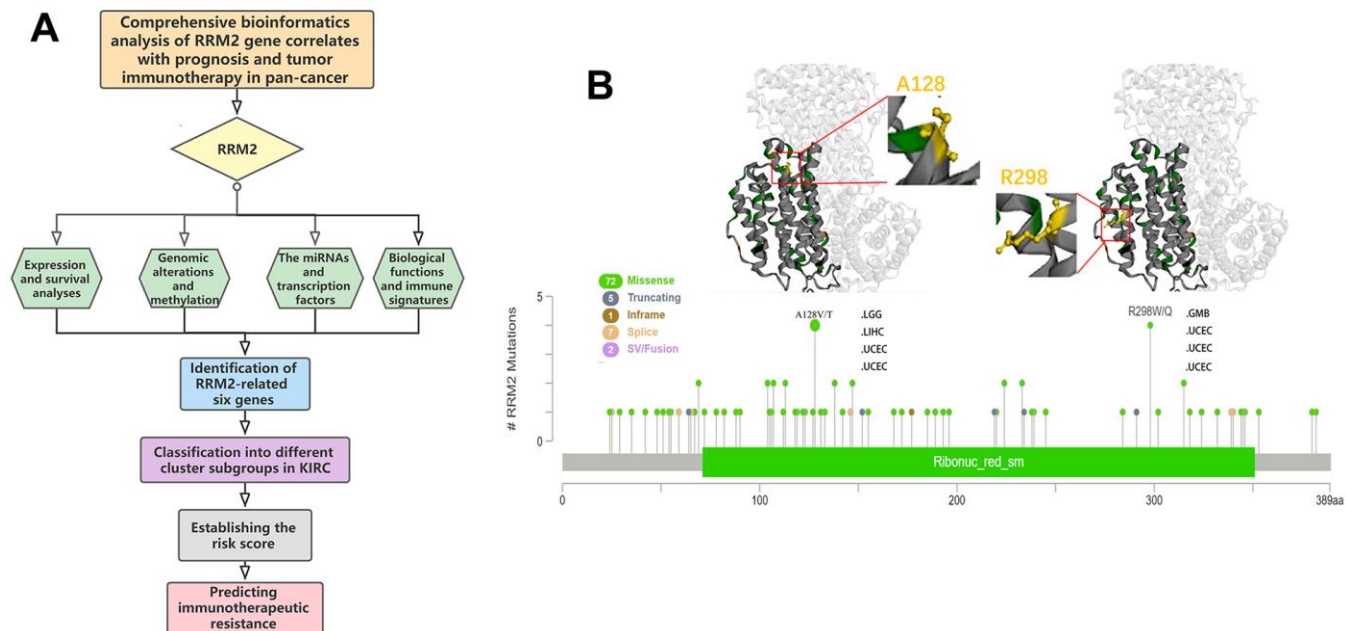 A
Comprehensive bioinformatics
analysis of RRM2 gene correlates
with prognosis and tumor
immunotherapy in pan-cancer
RRM2
Expression
and survival
analyses
Genomic
alterations
and
methylation
The miRNAs
and
transcription
factors
Biological
functions
and immune
signatures
Identification of
RRM2-related
six genes
Classification into different
cluster subgroups in KIRC
Establishing the
risk score
Predicting
immunotherapeutic
resistance
B
A128
R298
72 Missense
5 Truncating
1 Inframe
7 Splice
2 SV/Fusion
# RRM2 Mutations
5
0
A128V/T
.LGG
.LIHC
.UCEC
.UCEC
R298W/Q
.GMB
.UCEC
.UCEC
.UCEC
Ribonuc_red_sm
0
100
200
300
389aa